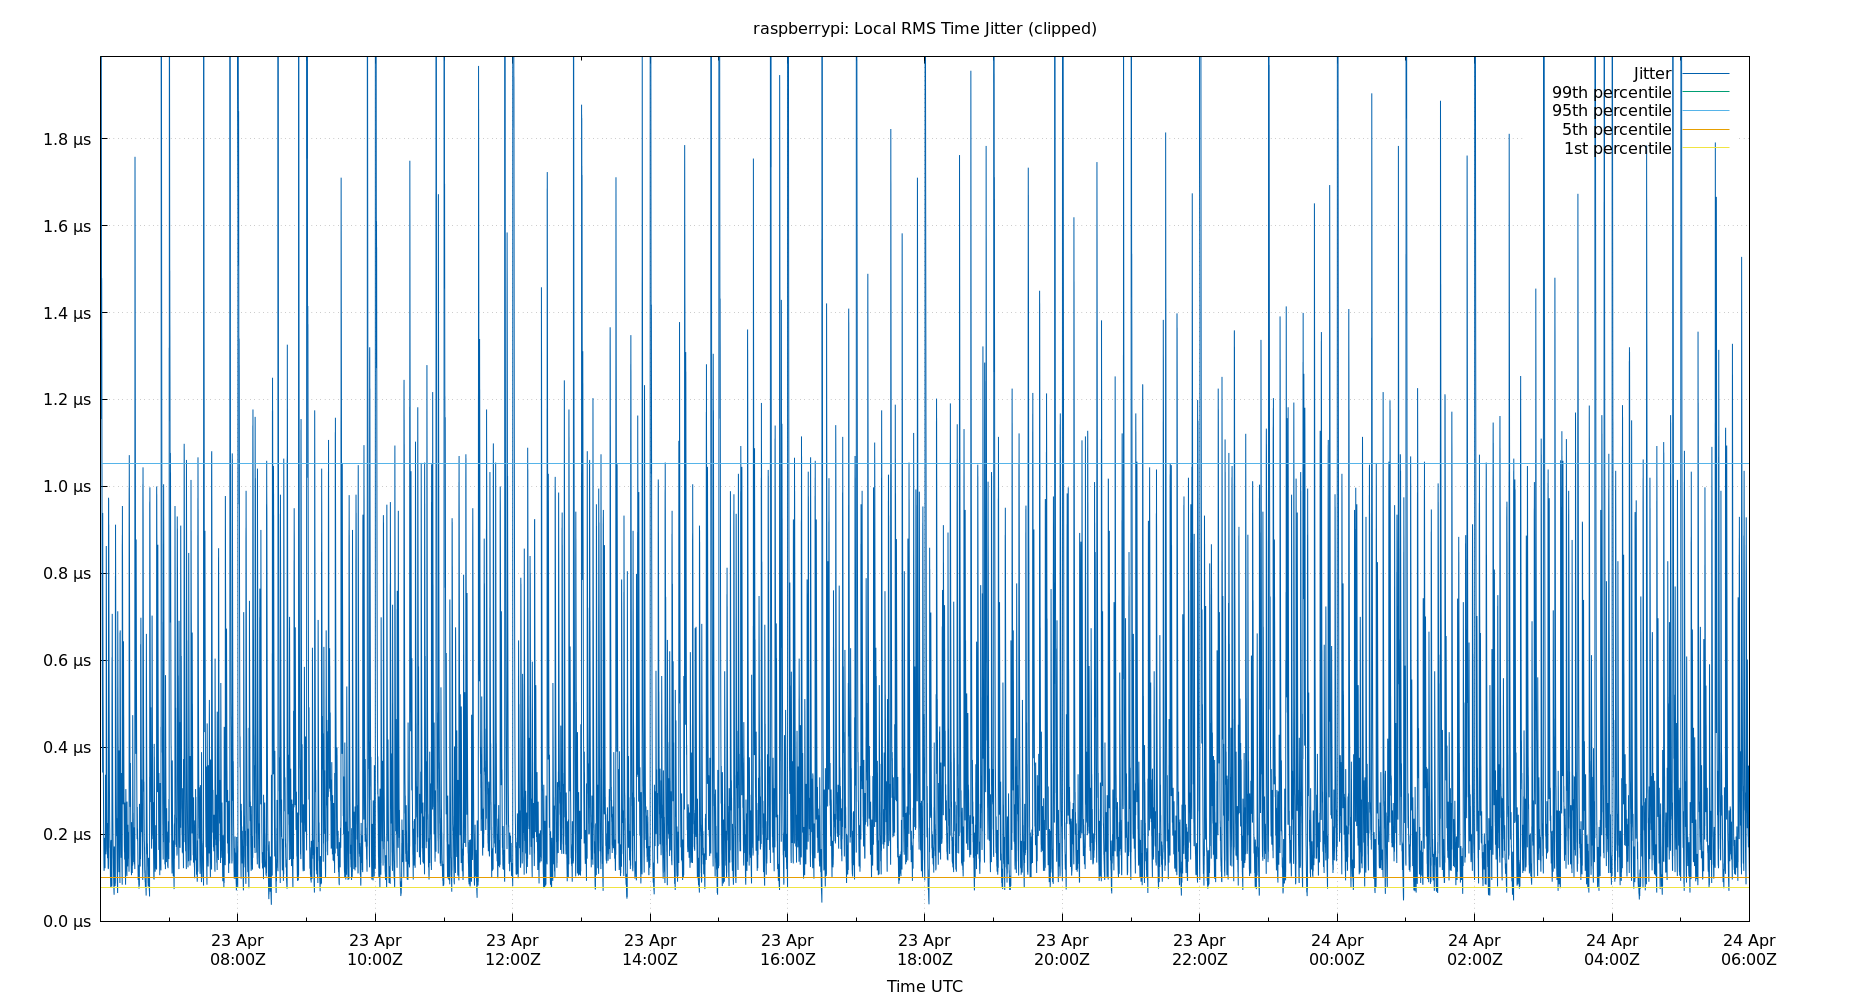 raspberrypi: Local RMS Time Jitter (clipped)
Jitter
99th percentile
95th percentile
5th percentile
1st percentile
1.8 µs
1.6 µs
1.4 µs
1.2 µs
1.0 µs
0.8 µs
0.6 µs
0.4 µs
0.2 µs
0.0 µs
23 Apr 23 Apr 23 Apr 23 Apr 23 Apr 23 Apr 23 Apr 23 Apr 24 Apr 24 Apr 24 Apr 24 Apr
08:00Z 10:00Z 12:00Z 14:00Z 16:00Z 18:00Z 20:00Z 22:00Z 00:00Z 02:00Z 04:00Z 06:00Z
Time UTC